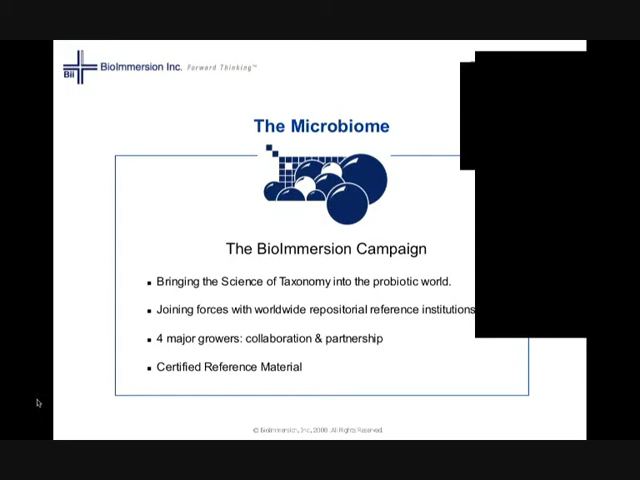 Bii BioImmersion Inc. Forward Thinking™
The Microbiome
The BioImmersion Campaign
▪ Bringing the Science of Taxonomy into the probiotic world.
▪ Joining forces with worldwide repositorial reference institutions
▪ 4 major growers: collaboration & partnership
▪ Certified Reference Material
© BioImmersion, Inc., 2008 All Rights Reserved.